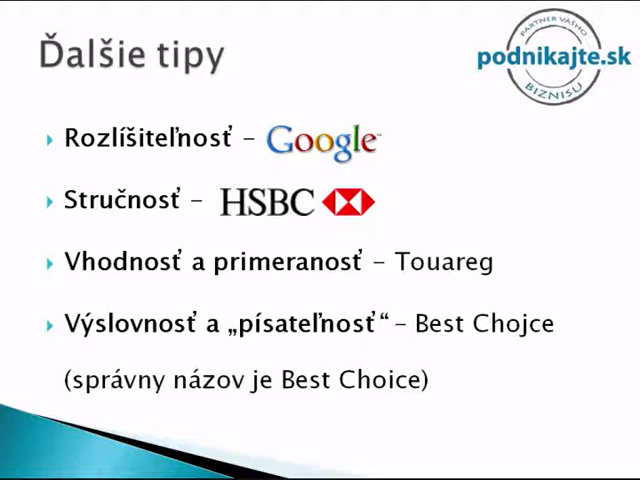 Ďalšie tipy
PARTNER VÁŠHO
podnikajte.sk
BIZNISU
Rozlíšiteľnosť – Google™
Stručnosť – HSBC
Vhodnosť a primeranosť – Touareg
Výslovnosť a „písateľnosť“ – Best Chojce
(správny názov je Best Choice)